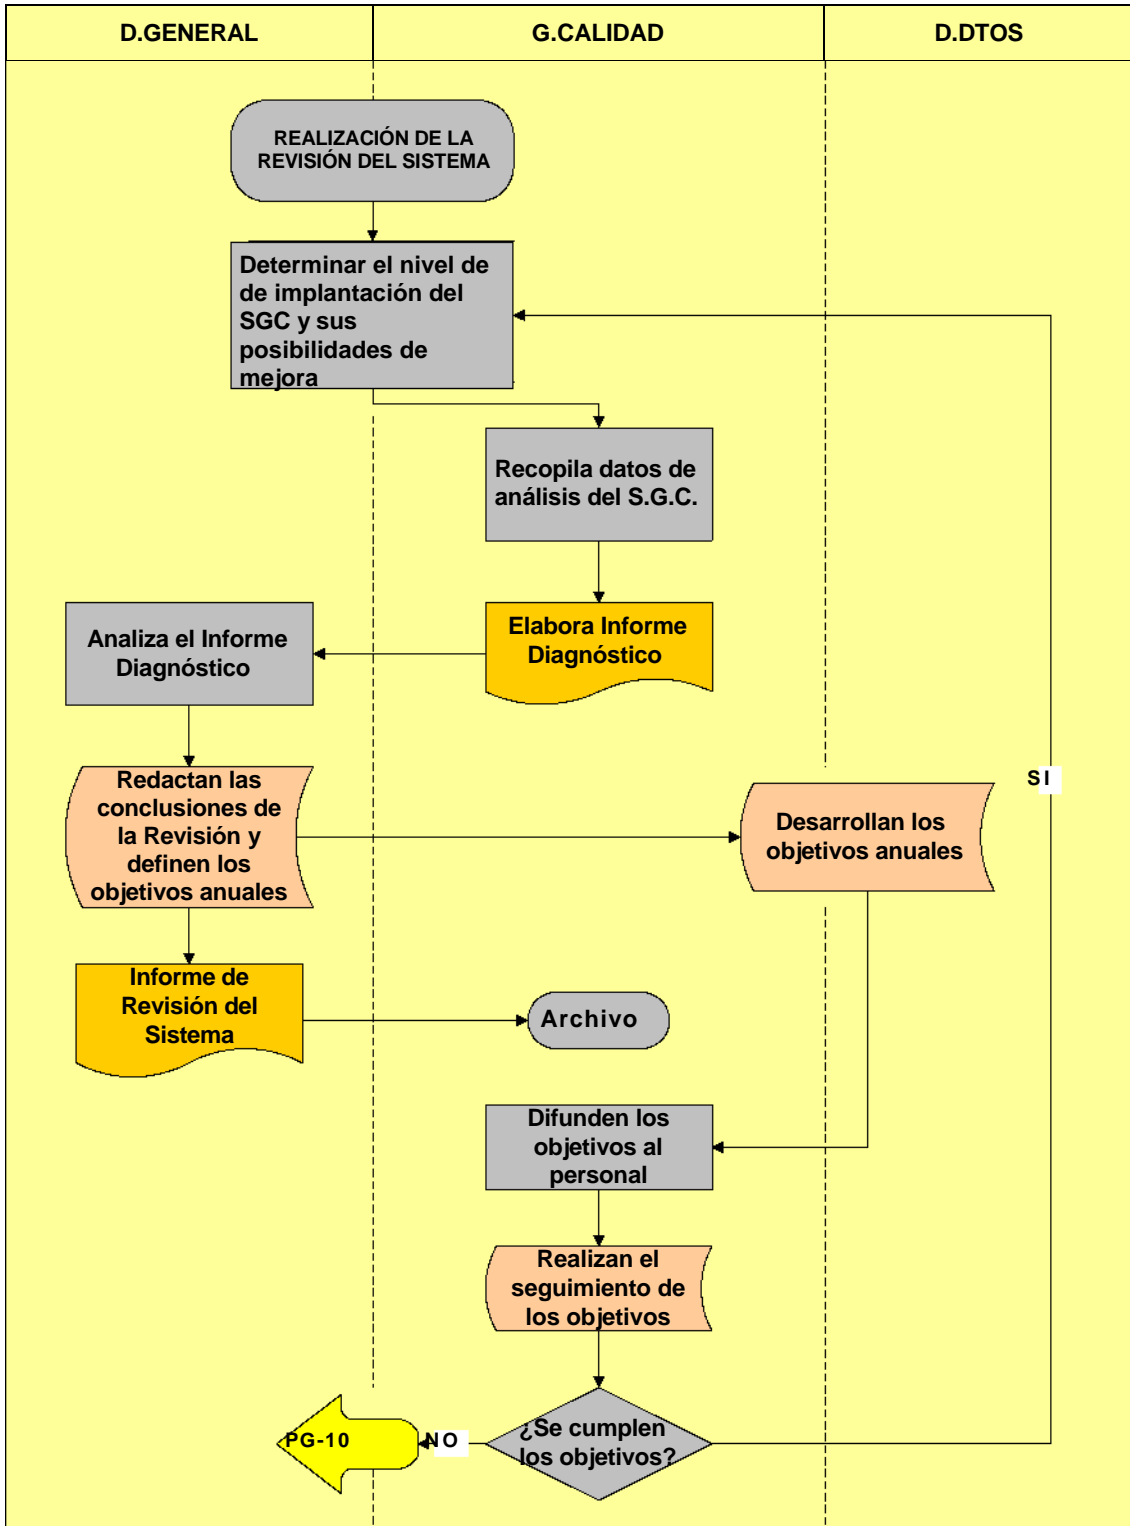 D.GENERAL
G.CALIDAD
D.DTOS
REALIZACIÓN DE LA
REVISIÓN DEL SISTEMA
Determinar el nivel de
de implantación del
SGC y sus
posibilidades de
mejora
Recopila datos de
análisis del S.G.C.
Elabora Informe
Diagnóstico
Analiza el Informe
Diagnóstico
Redactan las
conclusiones de
la Revisión y
definen los
objetivos anuales
Desarrollan los
objetivos anuales
SI
Informe de
Revisión del
Sistema
Archivo
Difunden los
objetivos al
personal
Realizan el
seguimiento de
los objetivos
¿Se cumplen
los objetivos?
NO
PG-10